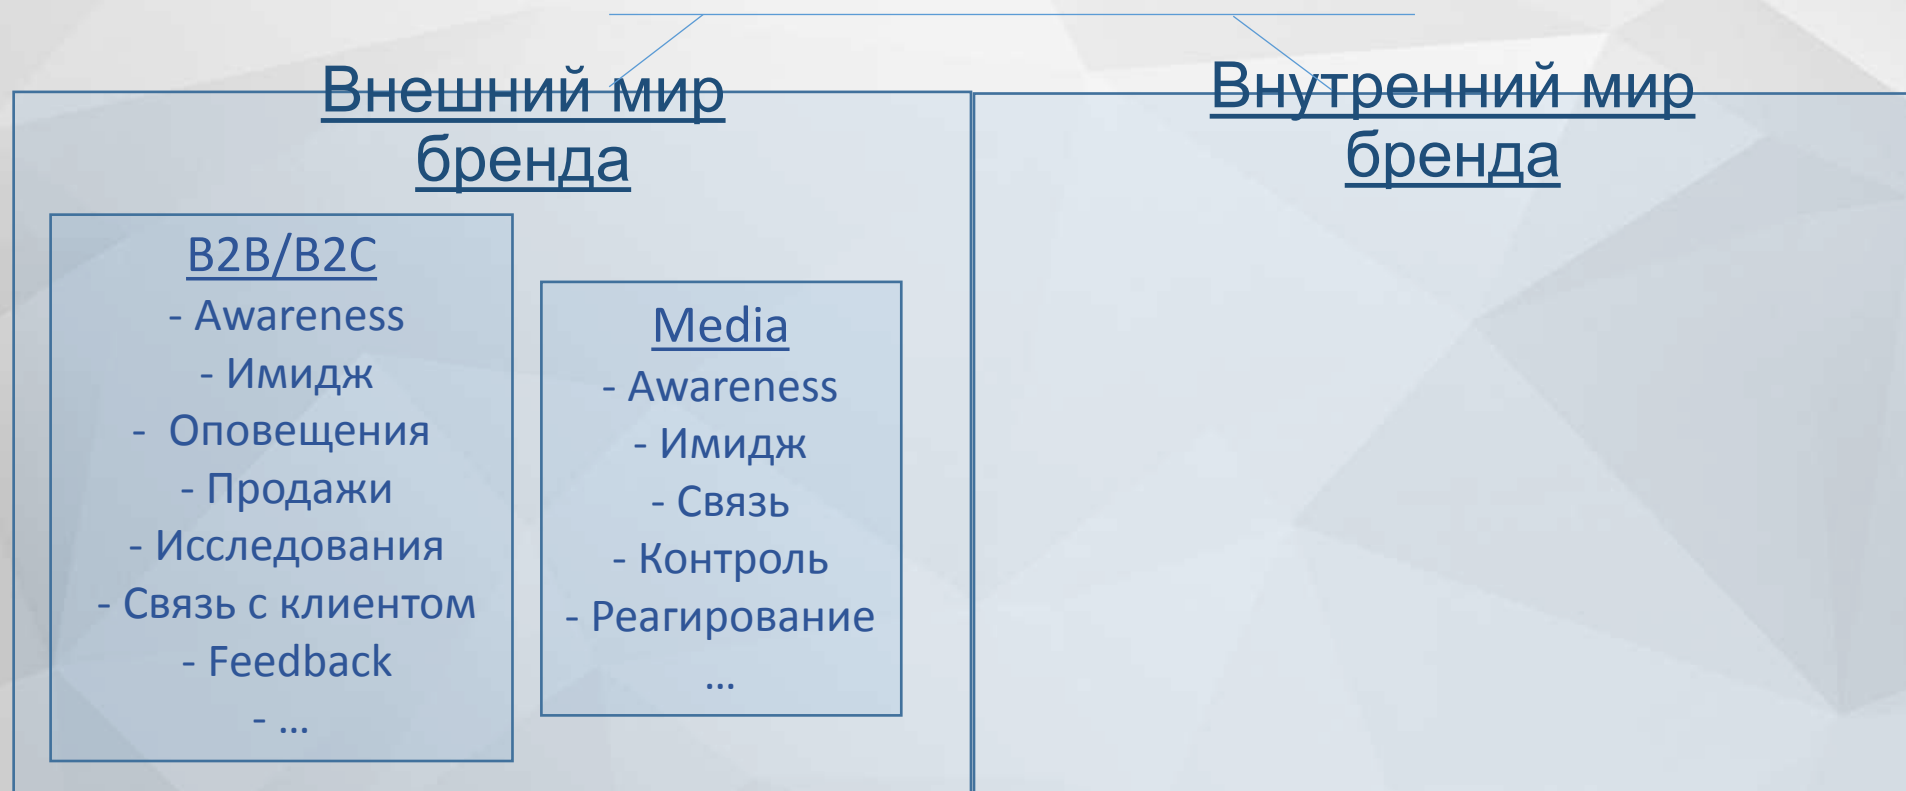 Внешний мир
бренда
B2B/B2C
- Awareness
- Имидж
- Оповещения
- Продажи
- Исследования
- Связь с клиентом
- Feedback
- ...
Media
- Awareness
- Имидж
- Связь
- Контроль
- Реагирование
...
Внутренний мир
бренда